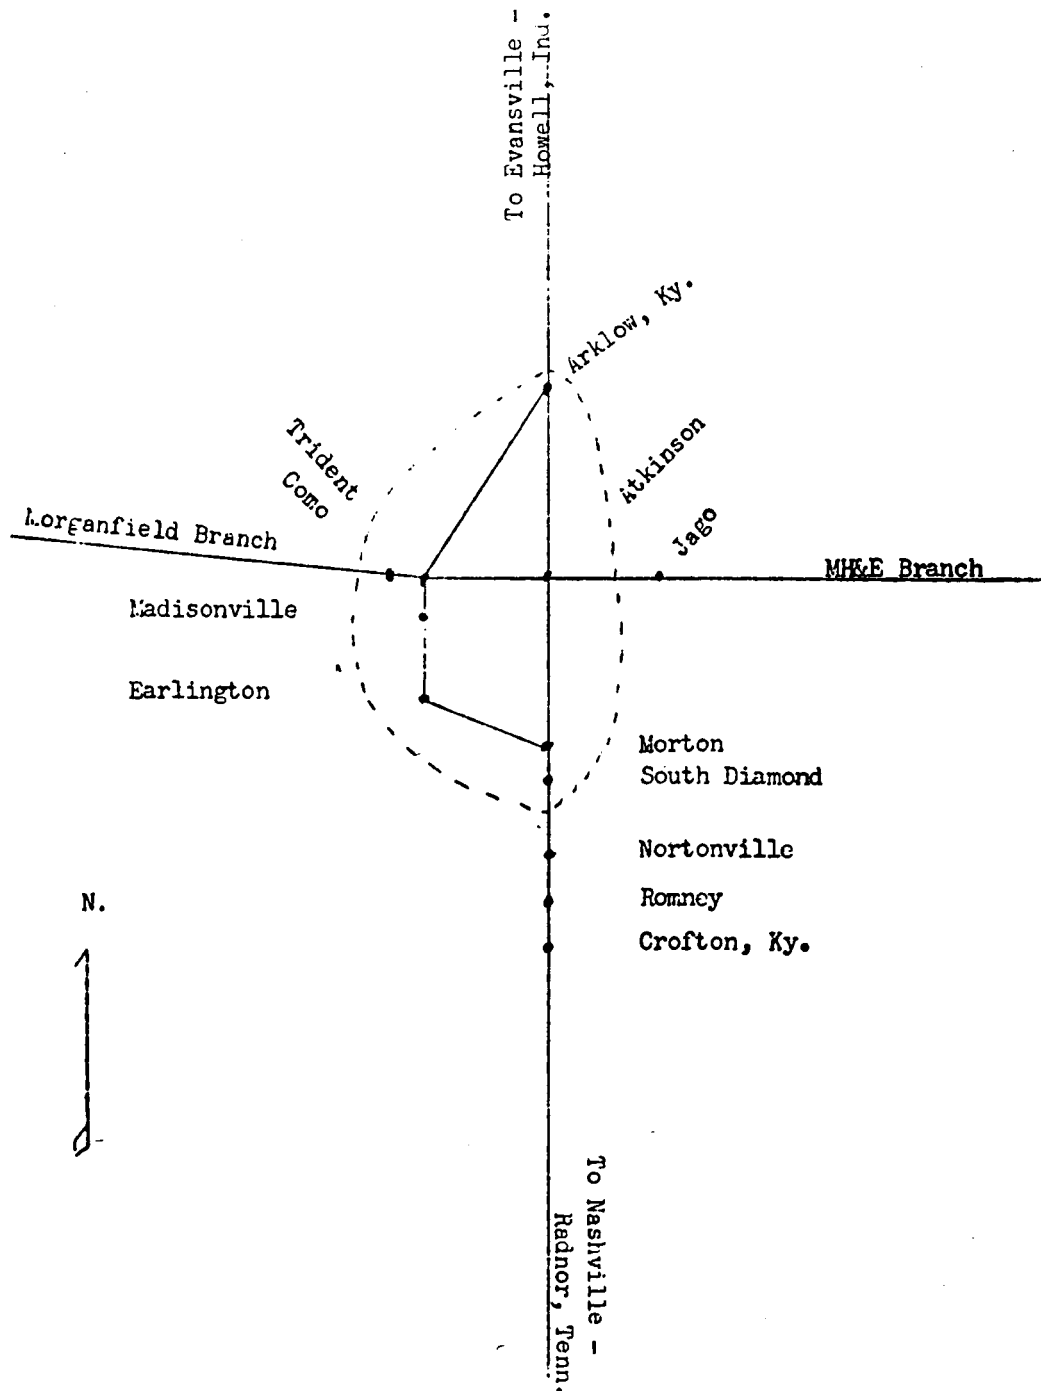 To Evansville -
Howell, Ind.
Arklow, Ky.
Trident
Como
Atkinson
Jago
Morganfield Branch
MH&E Branch
Madisonville
Earlington
Morton
South Diamond
Nortonville
Romney
Crofton, Ky.
N.
To Nashville -
Radnor, Tenn.